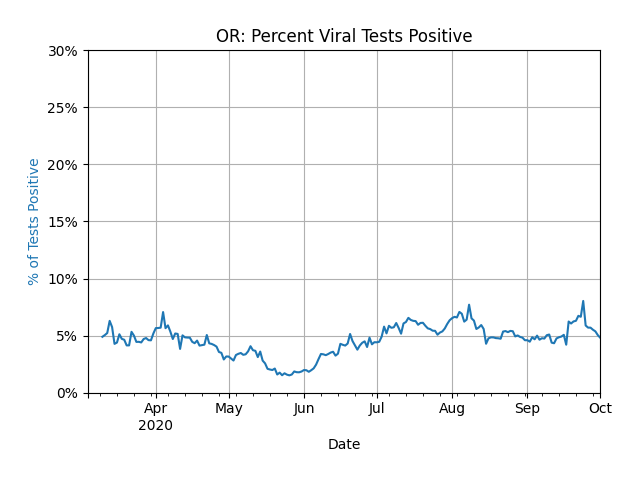 OR: Percent Viral Tests Positive
30%
25%
20%
15%
10%
5%
0%
% of Tests Positive
Apr
2020
May
Jun
Jul
Aug
Sep
Oct
Date